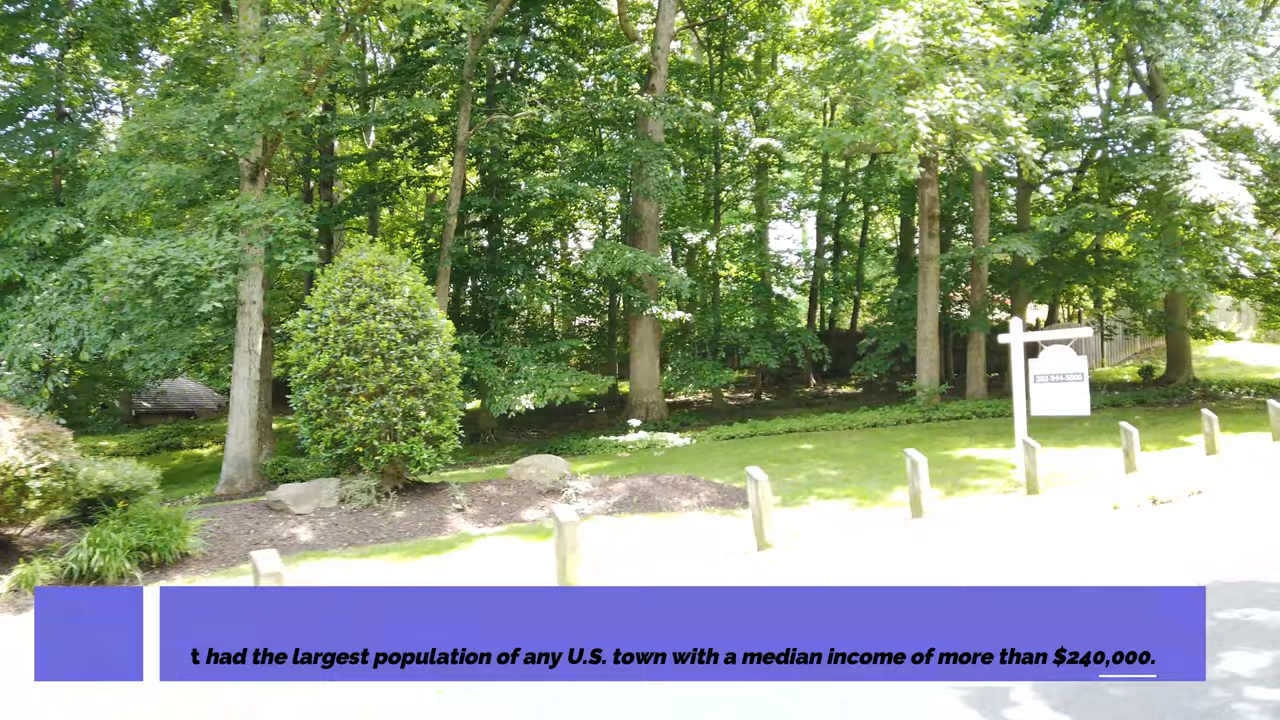 t had the largest population of any U.S. town with a median income of more than $240,000.